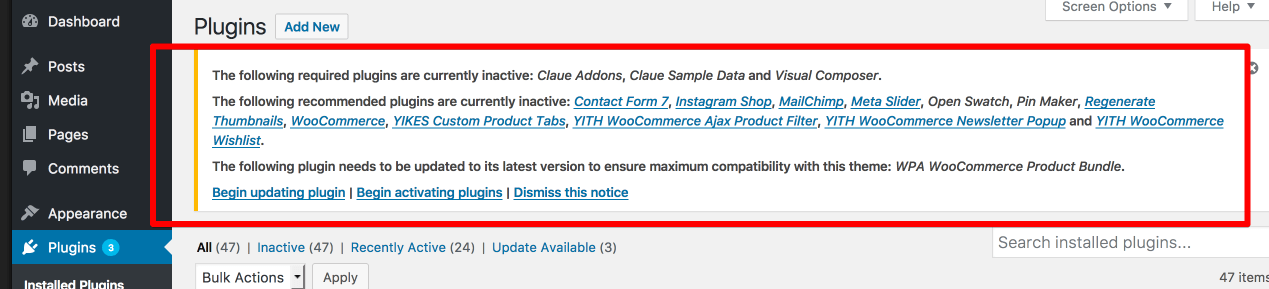 Dashboard
Posts
Media
Pages
Comments
Appearance
Plugins 3
Installed Plugins
Screen Options ▼ Help ▼
Plugins Add New
The following required plugins are currently inactive: Claue Addons, Claue Sample Data and Visual Composer.
The following recommended plugins are currently inactive: Contact Form 7, Instagram Shop, MailChimp, Meta Slider, Open Swatch, Pin Maker, Regenerate
Thumbnails, WooCommerce, YIKES Custom Product Tabs, YITH WooCommerce Ajax Product Filter, YITH WooCommerce Newsletter Popup and YITH WooCommerce
Wishlist.
The following plugin needs to be updated to its latest version to ensure maximum compatibility with this theme: WPA WooCommerce Product Bundle.
Begin updating plugin | Begin activating plugins | Dismiss this notice
All (47) | Inactive (47) | Recently Active (24) | Update Available (3)
Search installed plugins...
Bulk Actions Apply
47 items